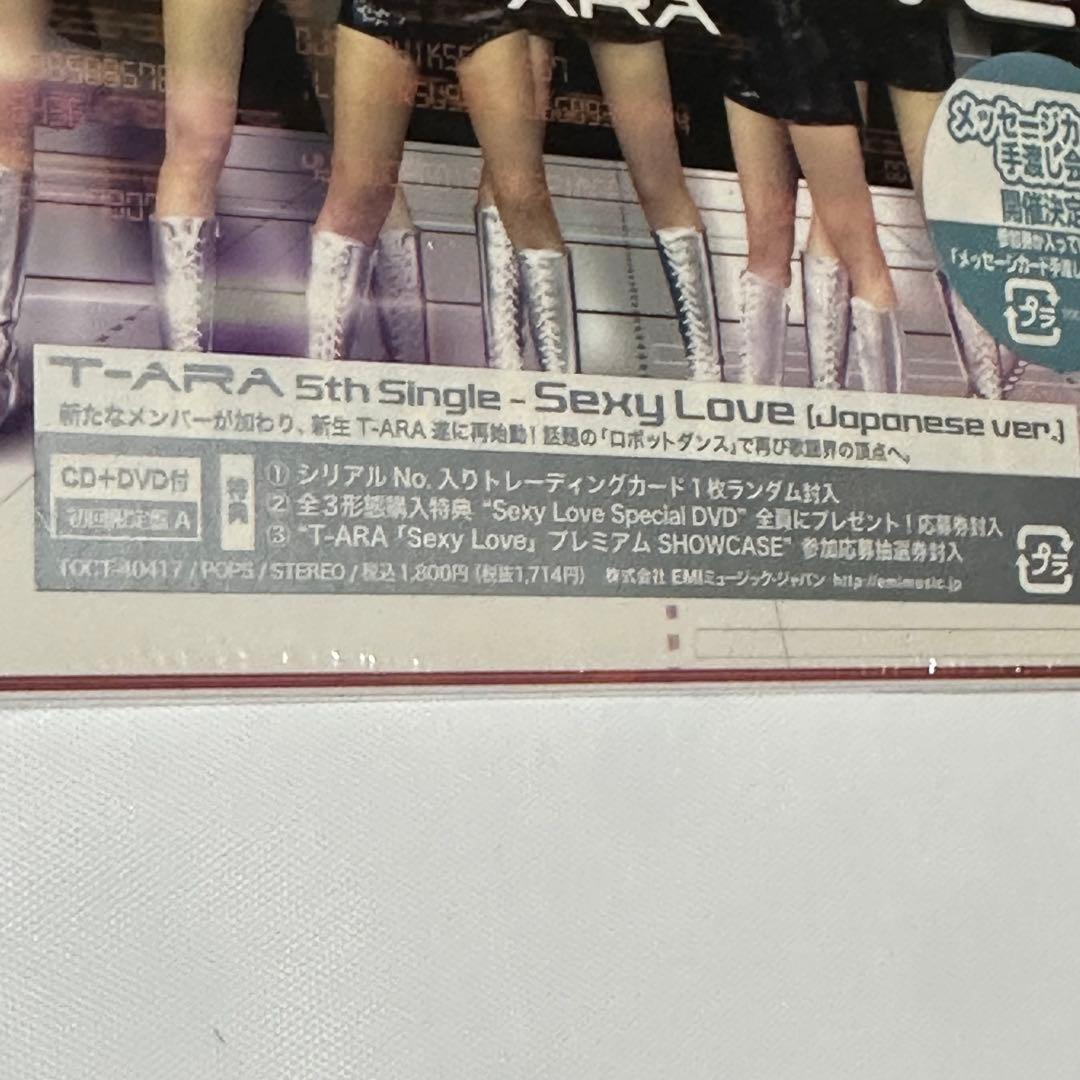 ARA
メッセージカ
手渡し会
開催決定
「メッセージカード手渡し
プラ
T-ARA 5th Single - Sexy Love (Japanese ver.)
新たなメンバーが加わり、新生 T-ARA 遂に再始動!話題の「ロボットダンス」で再び歌謡界の頂点へ。
CD+DVD付
初回限定盤 A
特典
① シリアル No. 入りトレーディングカード 1 枚ランダム封入
② 全3形態購入特典 "Sexy Love Special DVD" 全員にプレゼント!応募券封入
③ "T-ARA「Sexy Love」プレミアム SHOWCASE" 参加応募抽選券封入
TOCT-40417 / POPS / STEREO / 税込 1,800円 (税抜1,714円) 株式会社 EMIミュージック・ジャパン http://emimusic.jp
プラ